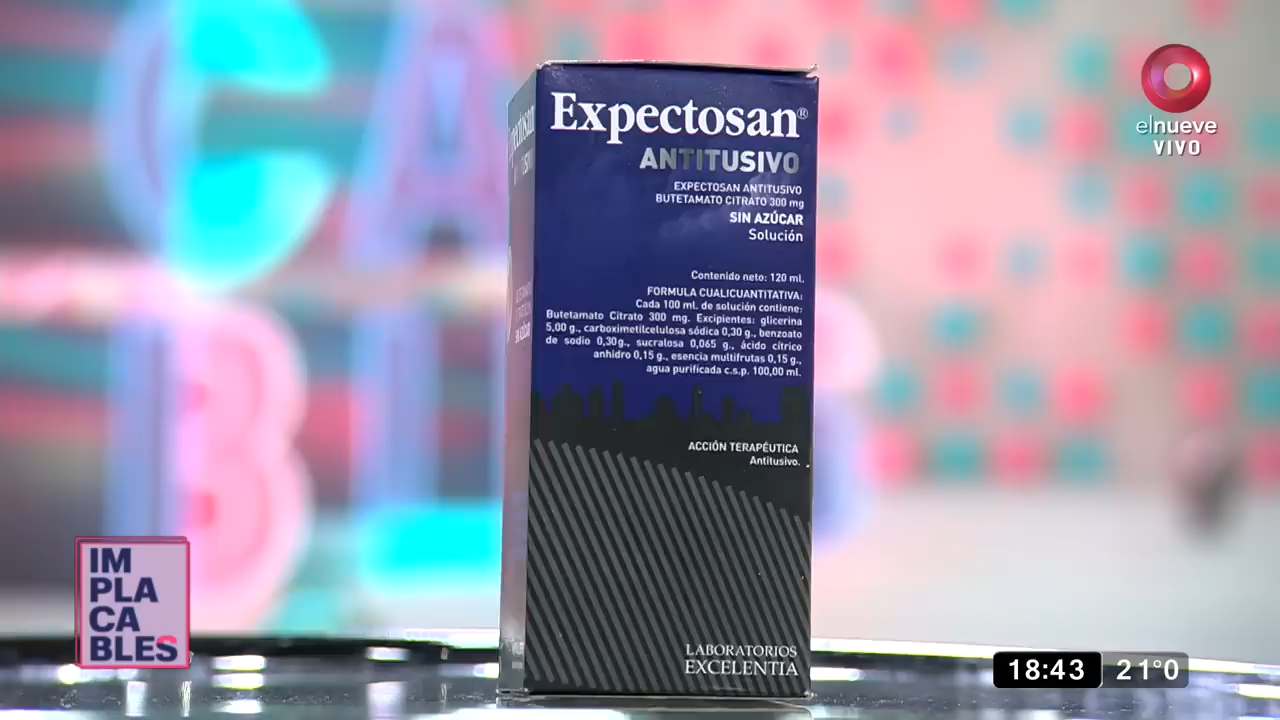 Expectosan®
ANTITUSIVO
EXPECTOSAN ANTITUSIVO
BUTETAMATO CITRATO 300 mg
SIN AZÚCAR
Solución
Contenido neto: 120 ml.
FORMULA CUALICUANTITATIVA:
Cada 100 ml. de solución contiene:
Butetamato Citrato 300 mg. Excipientes: glicerina
5,00 g., carboximetilcelulosa sódica 0,30 g., benzoato
de sodio 0,30g., sucralosa 0,065 g., ácido cítrico
anhidro 0,15 g., esencia multifrutas 0,15 g.,
agua purificada c.s.p. 100,00 ml.
ACCIÓN TERAPÉUTICA
Antitusivo.
LABORATORIOS
EXCELENTIA
elnueve
VIVO
IM
PLA
CA
BLES
18:43 21°0